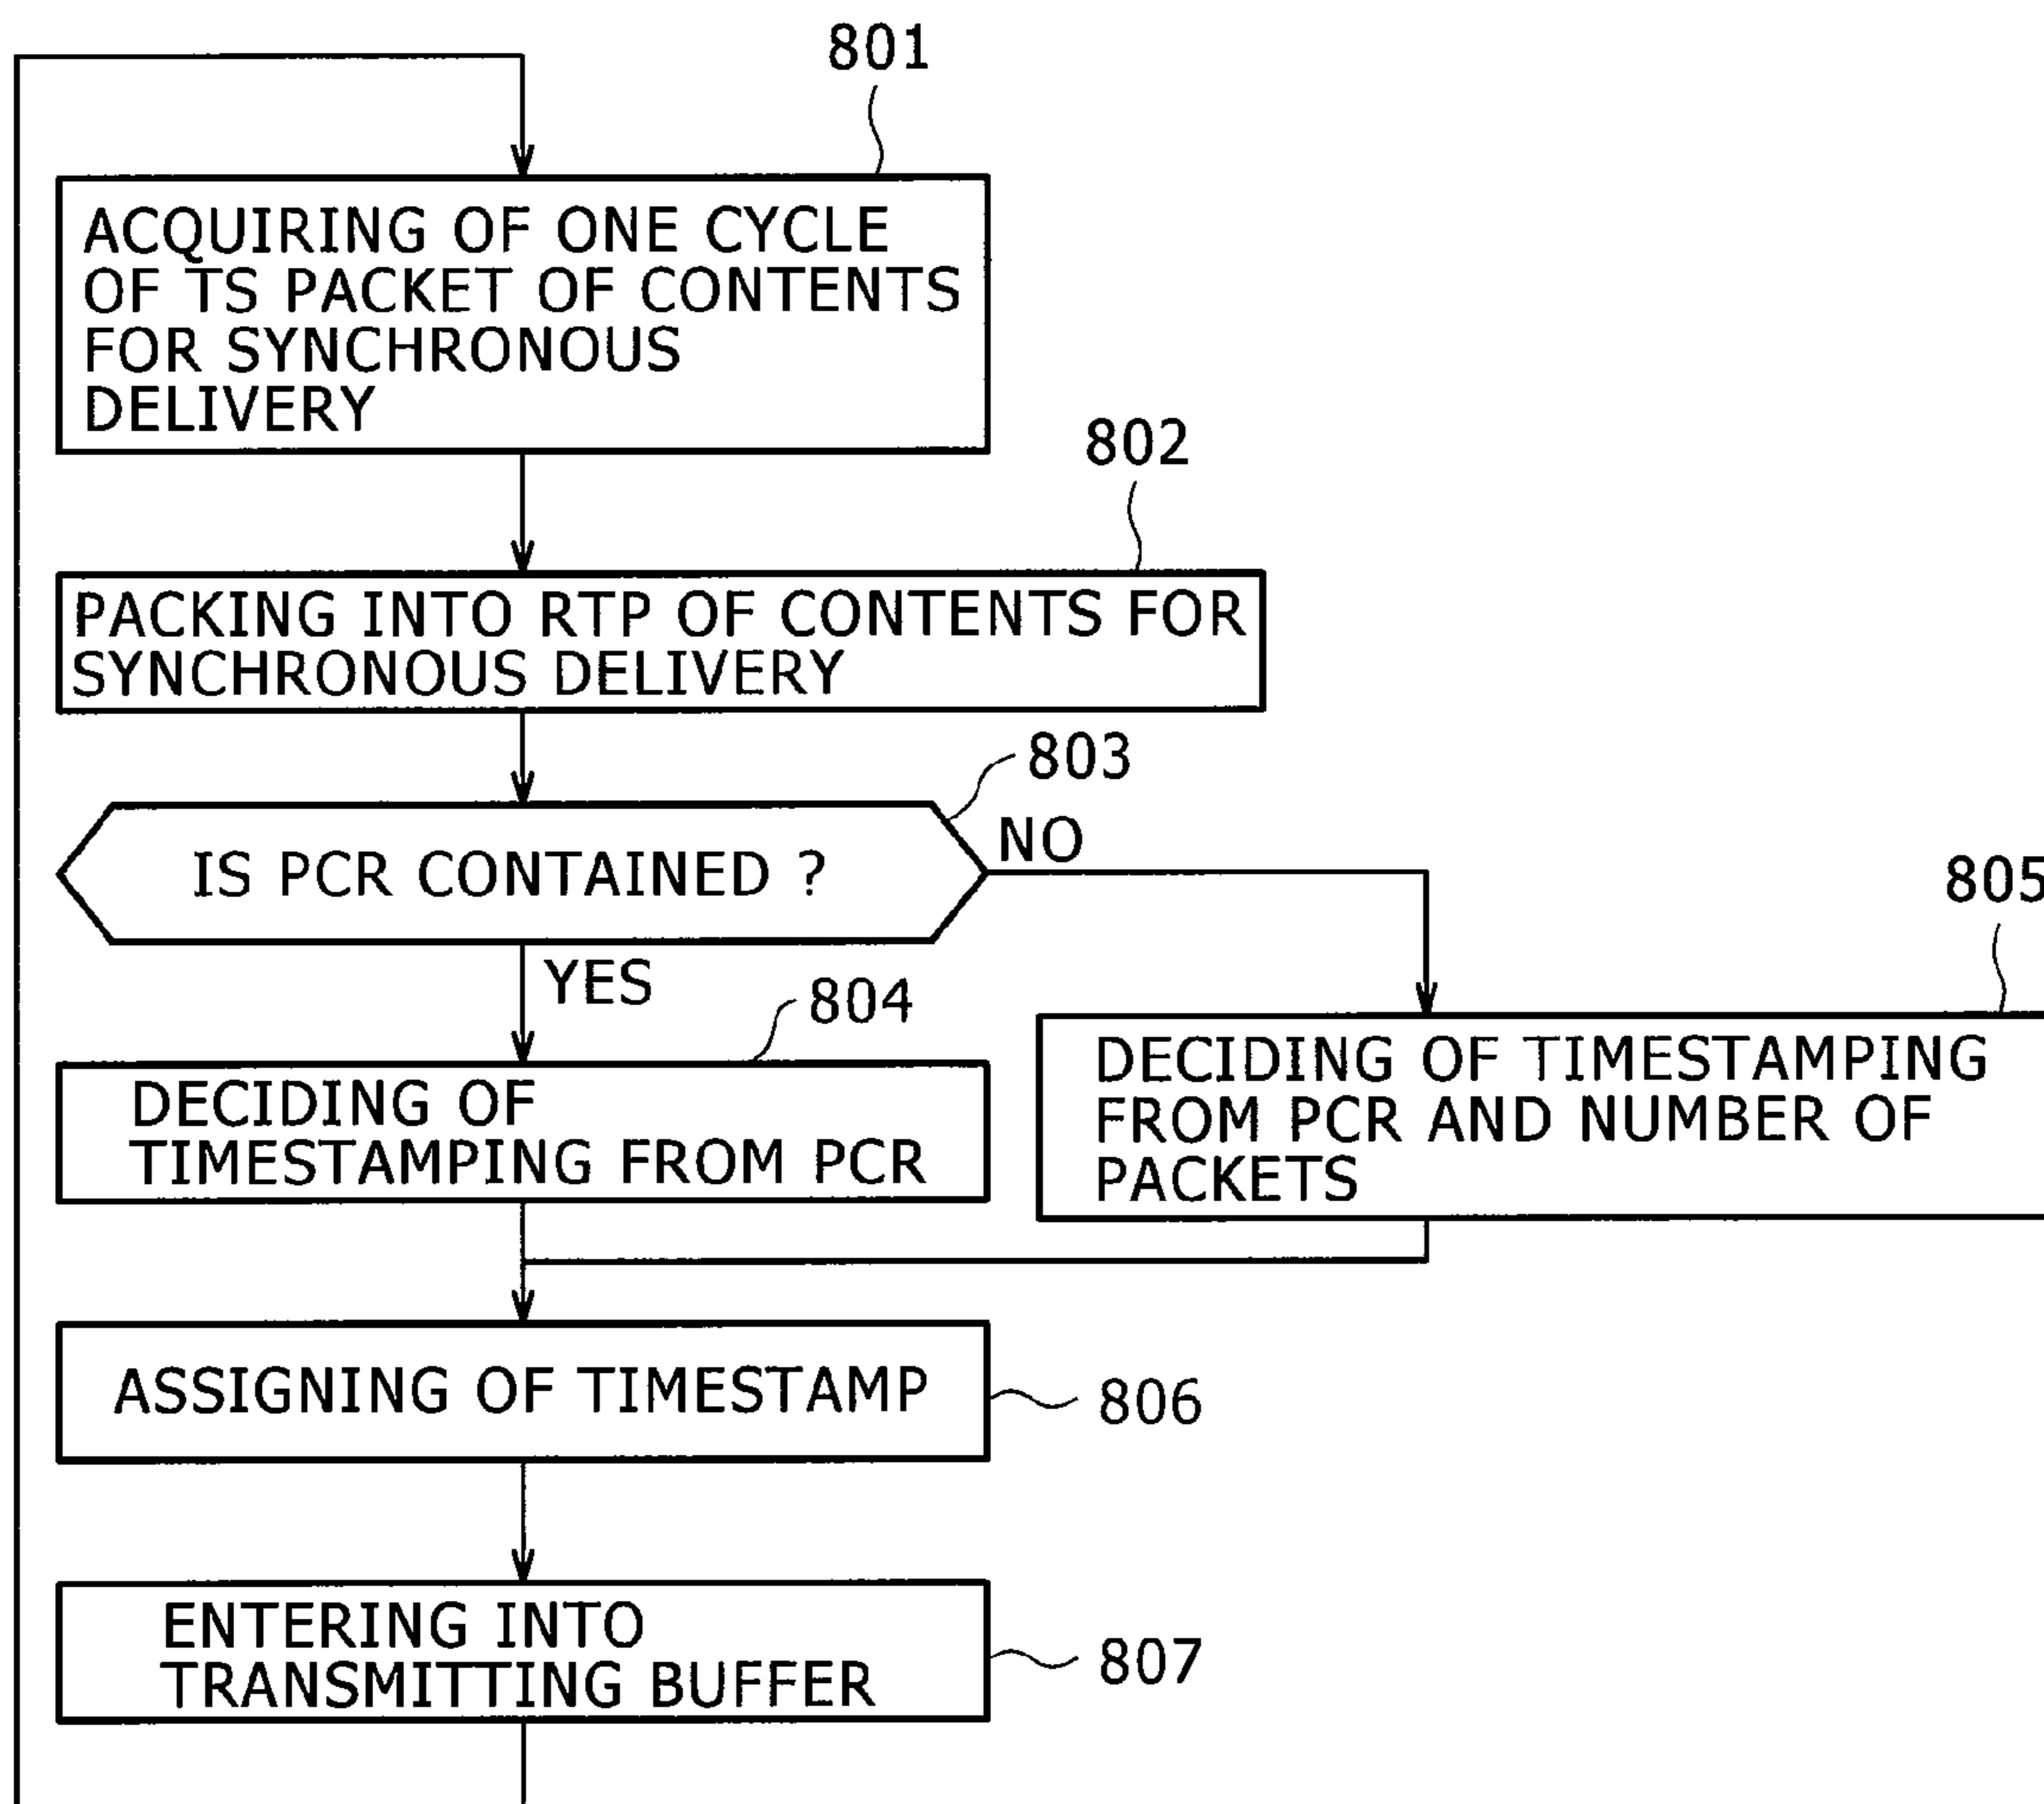 801
ACQUIRING OF ONE CYCLE
OF TS PACKET OF CONTENTS
FOR SYNCHRONOUS
DELIVERY
802
PACKING INTO RTP OF CONTENTS FOR
SYNCHRONOUS DELIVERY
803
IS PCR CONTAINED ?
NO
YES
804
DECIDING OF
TIMESTAMPING FROM PCR
805
DECIDING OF TIMESTAMPING
FROM PCR AND NUMBER OF
PACKETS
ASSIGNING OF TIMESTAMP
806
ENTERING INTO
TRANSMITTING BUFFER
807